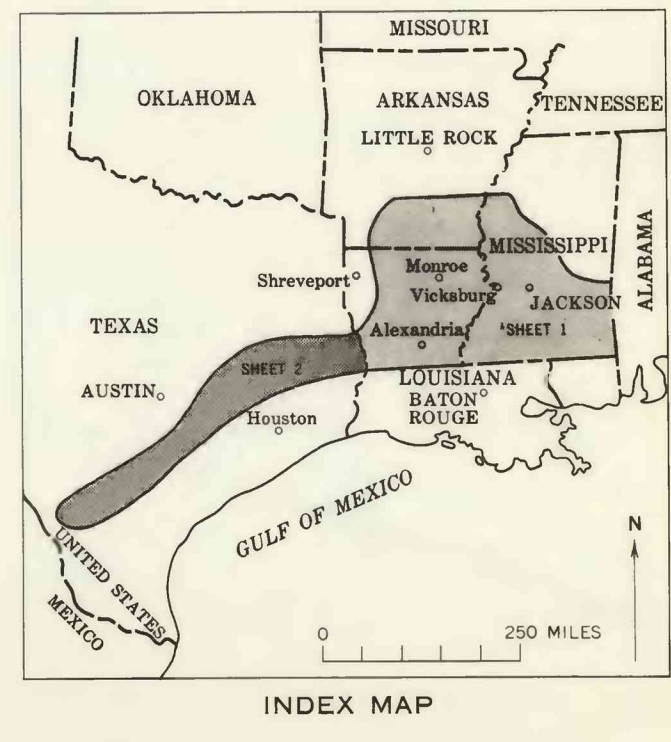 MISSOURI
OKLAHOMA
ARKANSAS
TENNESSEE
LITTLE ROCK
ALABAMA
MISSISSIPPI
Monroe
Shreveport
Vicksburg
JACKSON
TEXAS
Alexandria
SHEET 1
SHEET 2
LOUISIANA
AUSTIN
BATON
ROUGE
Houston
GULF OF MEXICO
N
UNITED STATES
MEXICO
0 250 MILES
INDEX MAP